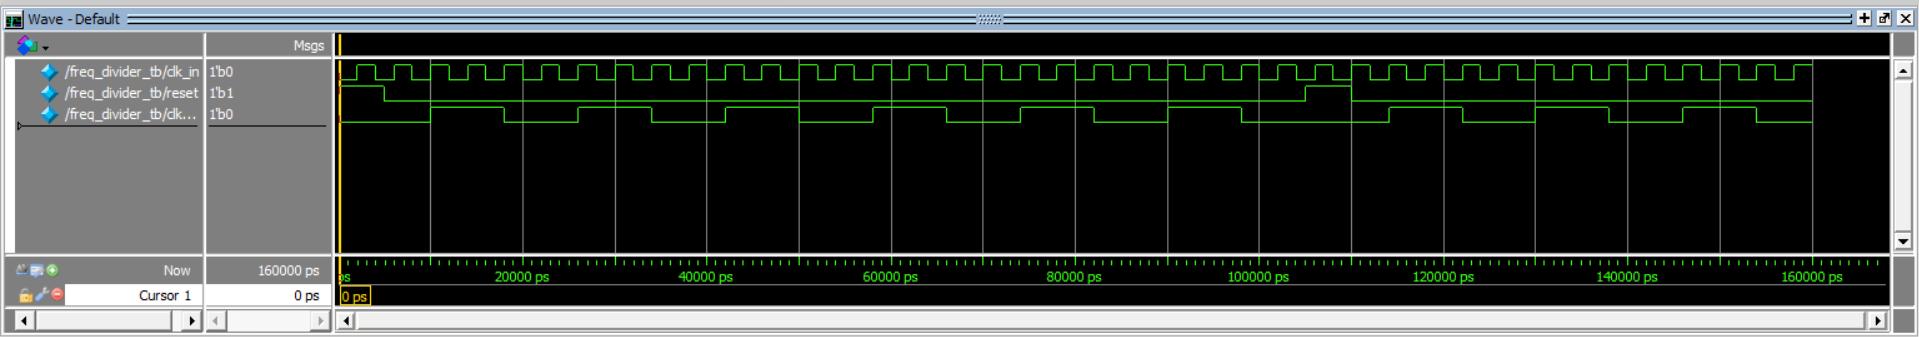 Wave - Default
Msgs
/freq_divider_tb/clk_in 1'b0
/freq_divider_tb/reset 1'b1
/freq_divider_tb/clk... 1'b0
Now 160000 ps
ps 20000 ps 40000 ps 60000 ps 80000 ps 100000 ps 120000 ps 140000 ps 160000 ps
Cursor 1 0 ps
0 ps